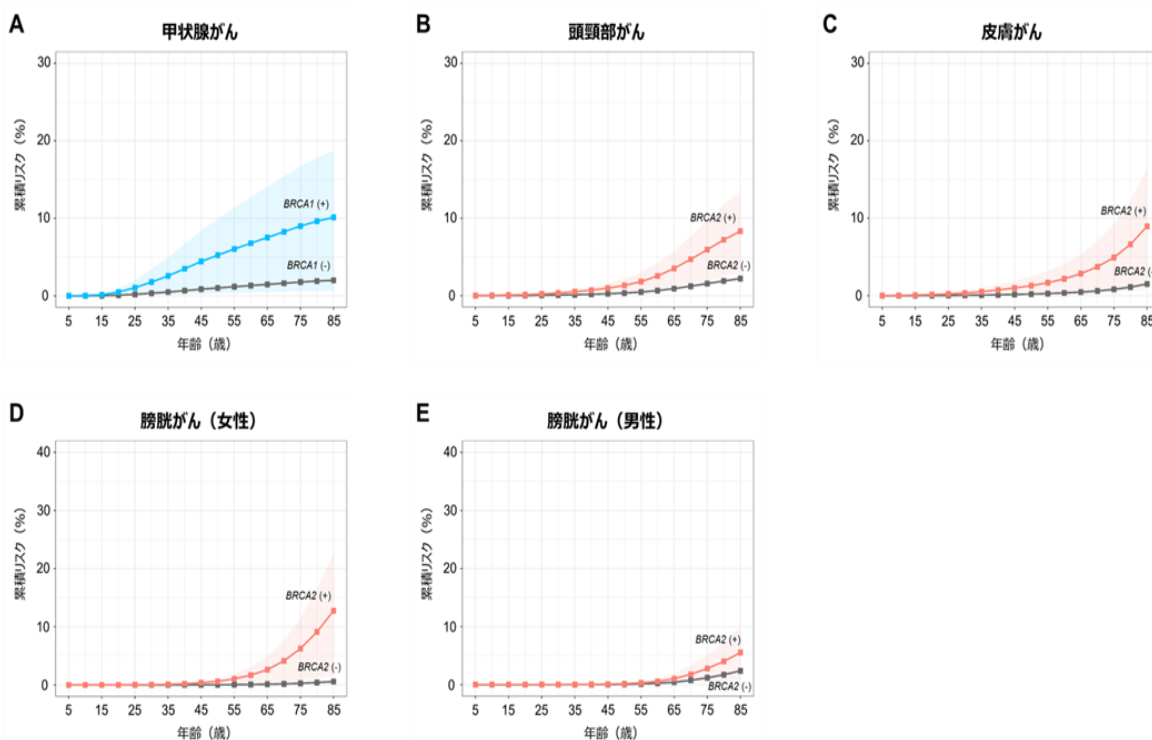 A
甲状腺がん
30
20
10
0
累積リスク（%）
BRCA1 (+)
BRCA1 (-)
5 15 25 35 45 55 65 75 85
年齢（歳）
B
頭頸部がん
30
20
10
0
累積リスク（%）
BRCA2 (+)
BRCA2 (-)
5 15 25 35 45 55 65 75 85
年齢（歳）
C
皮膚がん
30
20
10
0
累積リスク（%）
BRCA2 (+)
BRCA2 (-
5 15 25 35 45 55 65 75 85
年齢（歳）
D
膀胱がん（女性）
40
30
20
10
0
累積リスク（%）
BRCA2 (+)
BRCA2 (-)
5 15 25 35 45 55 65 75 85
年齢（歳）
E
膀胱がん（男性）
40
30
20
10
0
累積リスク（%）
BRCA2 (+)
BRCA2 (-)
5 15 25 35 45 55 65 75 85
年齢（歳）